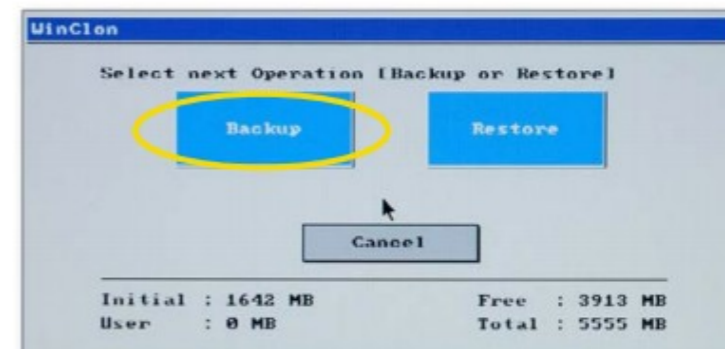 WinClon
Select next Operation [Backup or Restore]
Backup Restore
Cancel
Initial : 1642 MB Free : 3913 MB
User : 0 MB Total : 5555 MB